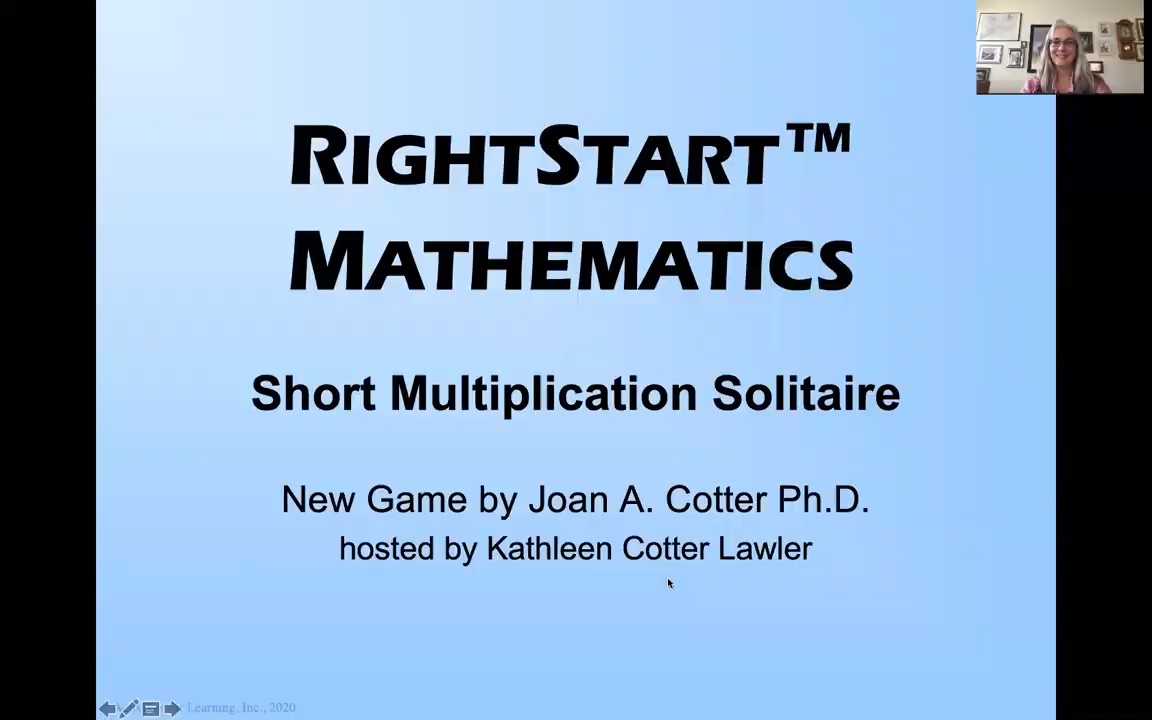 RIGHTSTART™
MATHEMATICS
Short Multiplication Solitaire
New Game by Joan A. Cotter Ph.D.
hosted by Kathleen Cotter Lawler
Learning, Inc., 2020